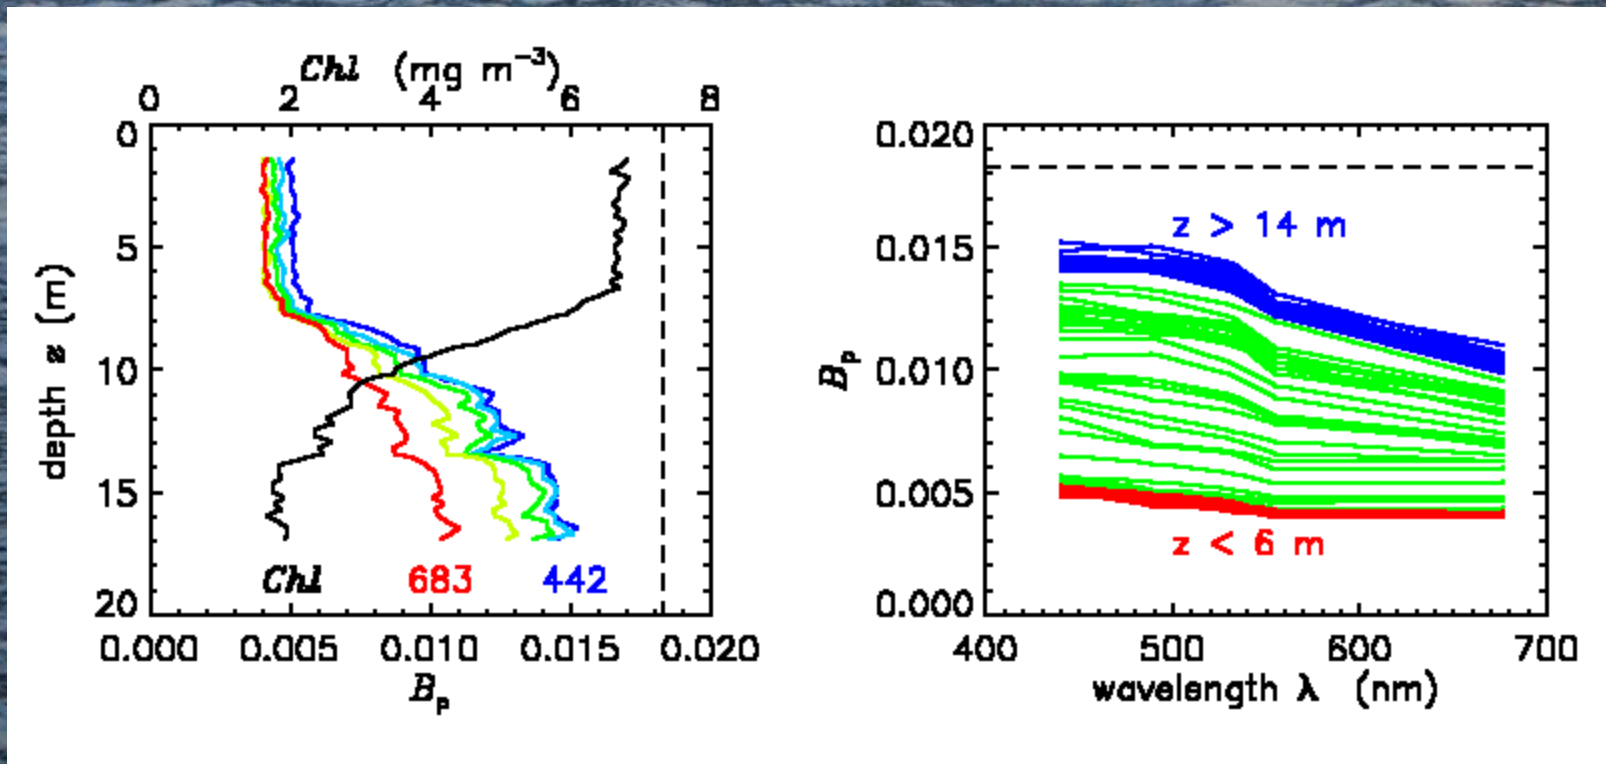 Chl (mg m⁻³)
0 2 4 6 8
0
5
10
15
20
depth z (m)
Chl 683 442
0.000 0.005 0.010 0.015 0.020
Bp
0.020
0.015
0.010
0.005
0.000
Bp
z > 14 m
z < 6 m
400 500 600 700
wavelength λ (nm)